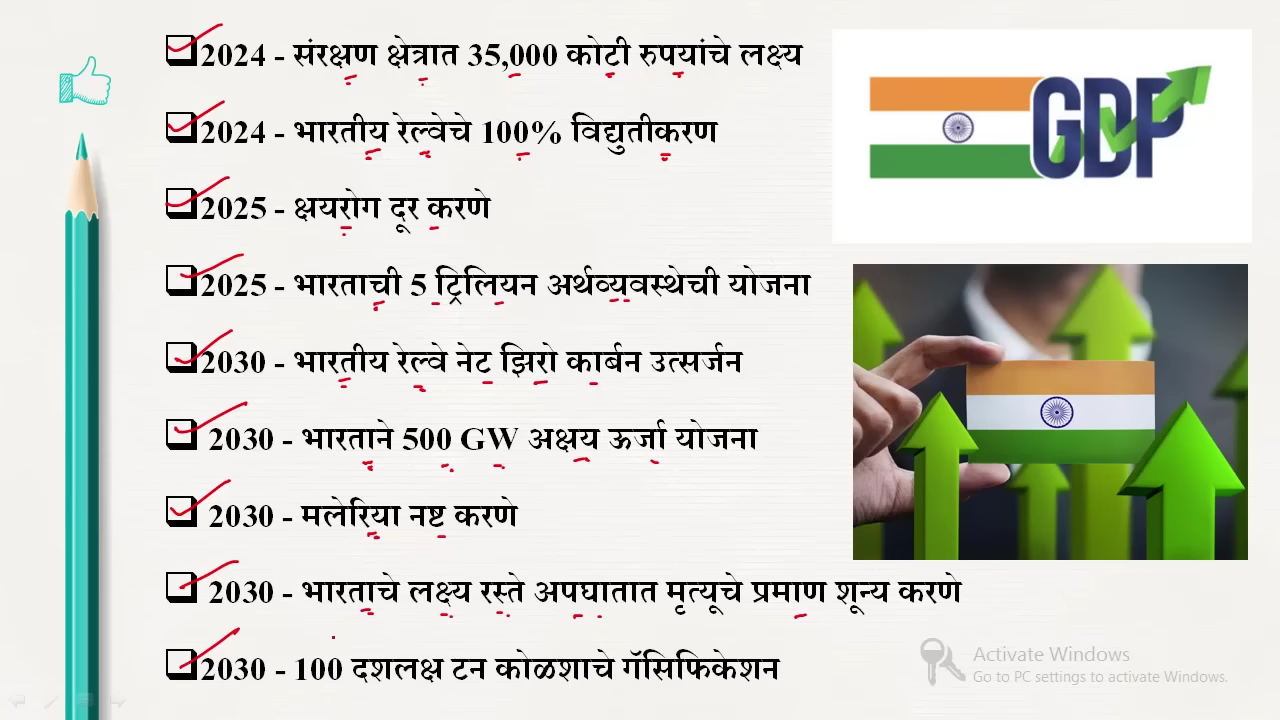 2024 - संरक्षण क्षेत्रात 35,000 कोटी रुपयांचे लक्ष्य
2024 - भारतीय रेल्वेचे 100% विद्युतीकरण
2025 - क्षयरोग दूर करणे
2025 - भारताची 5 ट्रिलियन अर्थव्यवस्थेची योजना
2030 - भारतीय रेल्वे नेट झिरो कार्बन उत्सर्जन
2030 - भारताने 500 GW अक्षय ऊर्जा योजना
2030 - मलेरिया नष्ट करणे
2030 - भारताचे लक्ष्य रस्ते अपघातात मृत्यूचे प्रमाण शून्य करणे
2030 - 100 दशलक्ष टन कोळशाचे गॅसिफिकेशन
GDP
Activate Windows
Go to PC settings to activate Windows.